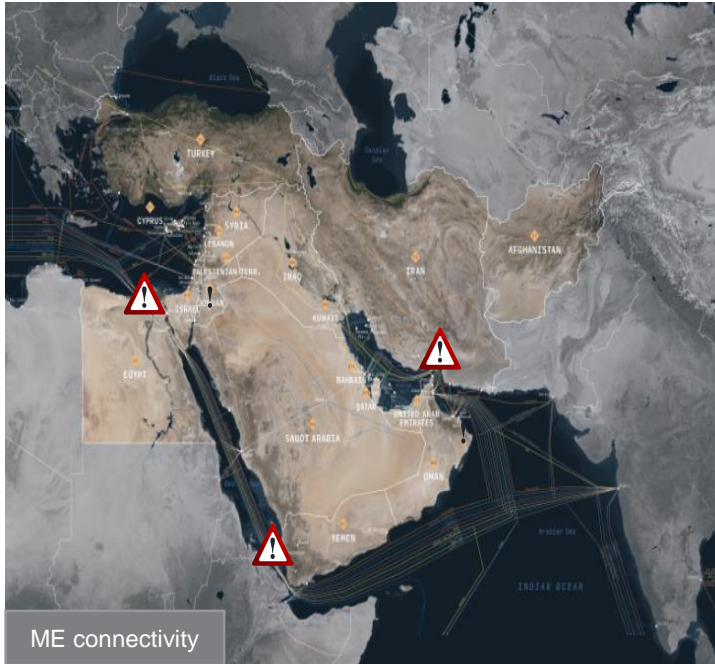 Black Sea
Caspian
Sea
TURKEY
CYPRUS
SYRIA
LEBANON
PALESTINIAN TERR.
IRAQ
IRAN
AFGHANISTAN
ISRAEL
KUWAIT
EGYPT
BAHRAIN
QATAR
UNITED ARAB
EMIRATES
SAUDI ARABIA
OMAN
YEMEN
Arabian Sea
INDIAN OCEAN
ME connectivity